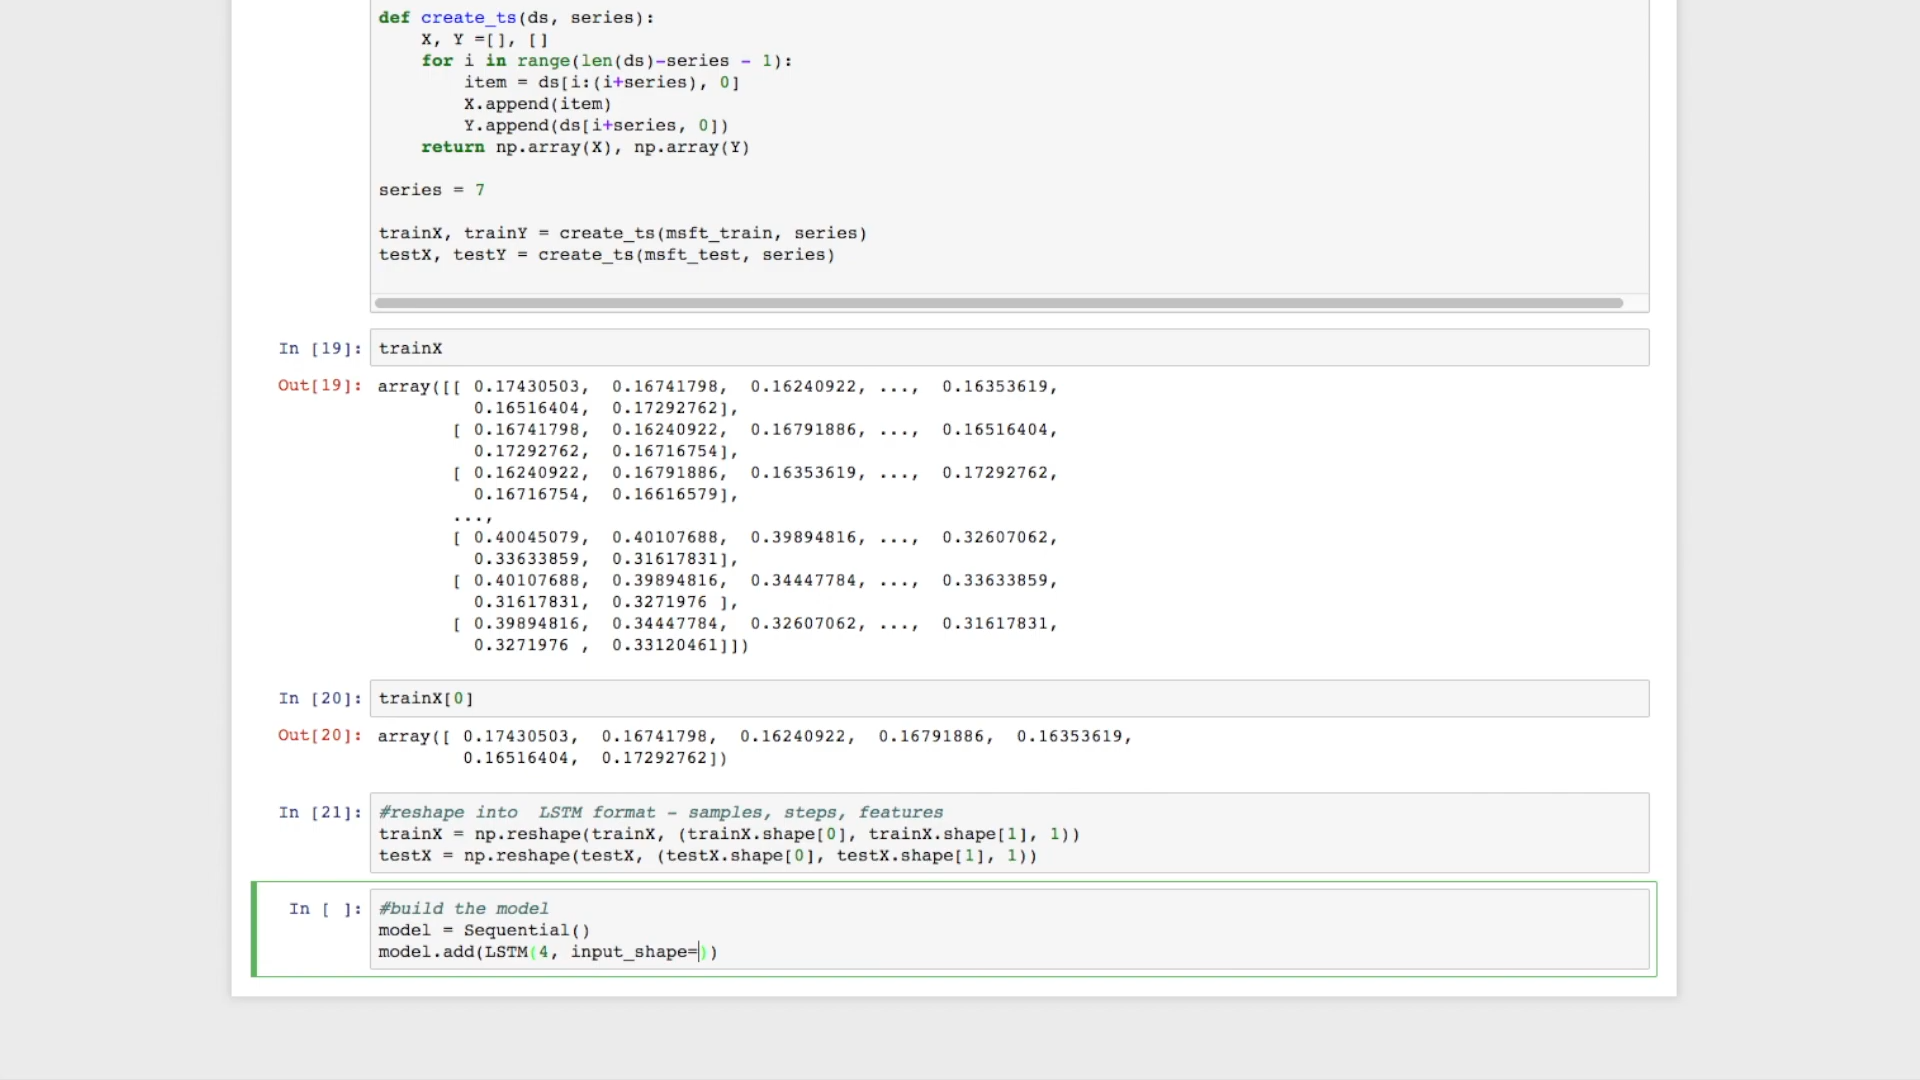 def create_ts(ds, series):
    X, Y =[], []
    for i in range(len(ds)-series - 1):
        item = ds[i:(i+series), 0]
        X.append(item)
        Y.append(ds[i+series, 0])
    return np.array(X), np.array(Y)
series = 7
trainX, trainY = create_ts(msft_train, series)
testX, testY = create_ts(msft_test, series)
In [19]: trainX
Out[19]: array([[ 0.17430503, 0.16741798, 0.16240922, ..., 0.16353619,
0.16516404, 0.17292762],
[ 0.16741798, 0.16240922, 0.16791886, ..., 0.16516404,
0.17292762, 0.16716754],
[ 0.16240922, 0.16791886, 0.16353619, ..., 0.17292762,
0.16716754, 0.16616579],
...,
[ 0.40045079, 0.40107688, 0.39894816, ..., 0.32607062,
0.33633859, 0.31617831],
[ 0.40107688, 0.39894816, 0.34447784, ..., 0.33633859,
0.31617831, 0.3271976 ],
[ 0.39894816, 0.34447784, 0.32607062, ..., 0.31617831,
0.3271976 , 0.33120461]])
In [20]: trainX[0]
Out[20]: array([ 0.17430503, 0.16741798, 0.16240922, 0.16791886, 0.16353619,
0.16516404, 0.17292762])
In [21]: #reshape into  LSTM format - samples, steps, features
trainX = np.reshape(trainX, (trainX.shape[0], trainX.shape[1], 1))
testX = np.reshape(testX, (testX.shape[0], testX.shape[1], 1))
In [ ]: #build the model
model = Sequential()
model.add(LSTM(4, input_shape=))